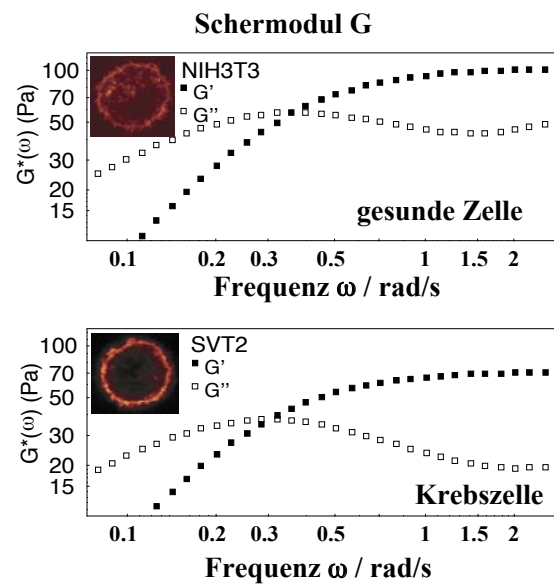 Schermodul G
G*(ω) (Pa)
100
70
50
30
20
15
NIH3T3
■ G'
□ G''
gesunde Zelle
0.1 0.2 0.3 0.5 1 1.5 2
Frequenz ω / rad/s
G*(ω) (Pa)
100
70
30
20
15
SVT2
■ G'
□ G''
Krebszelle
0.1 0.2 0.3 0.5 1 1.5 2
Frequenz ω / rad/s